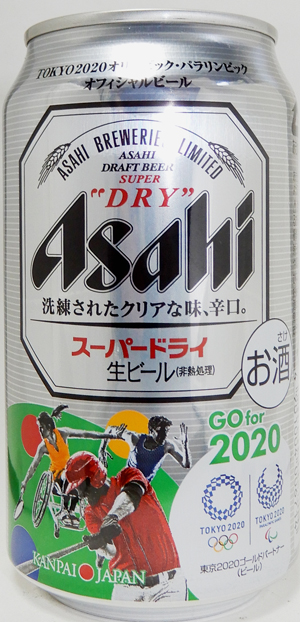 TOKYO2020オリンピック・パラリンピック
オフィシャルビール
ASAHI BREWERIES, LIMITED
ASAHI
DRAFT BEER
SUPER
"DRY"
Asahi
洗練されたクリアな味、辛口。
スーパードライ
生ビール(非熱処理)
さけ
お酒
GO for
2020
TOKYO 2020
TOKYO 2020
東京2020ゴールドパートナー
(ビール)
KANPAI JAPAN